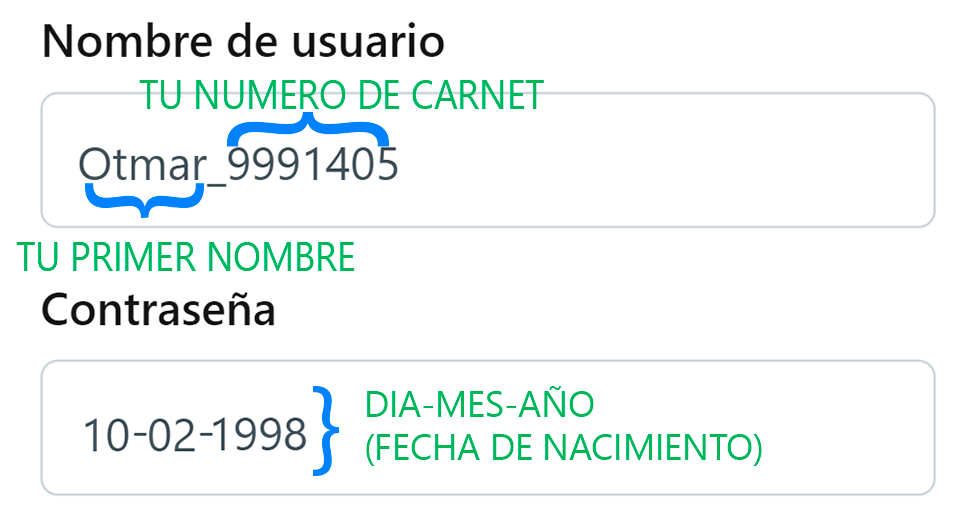 Nombre de usuario
TU NUMERO DE CARNET
Otmar_9991405
TU PRIMER NOMBRE
Contraseña
10-02-1998
DIA-MES-AÑO
(FECHA DE NACIMIENTO)